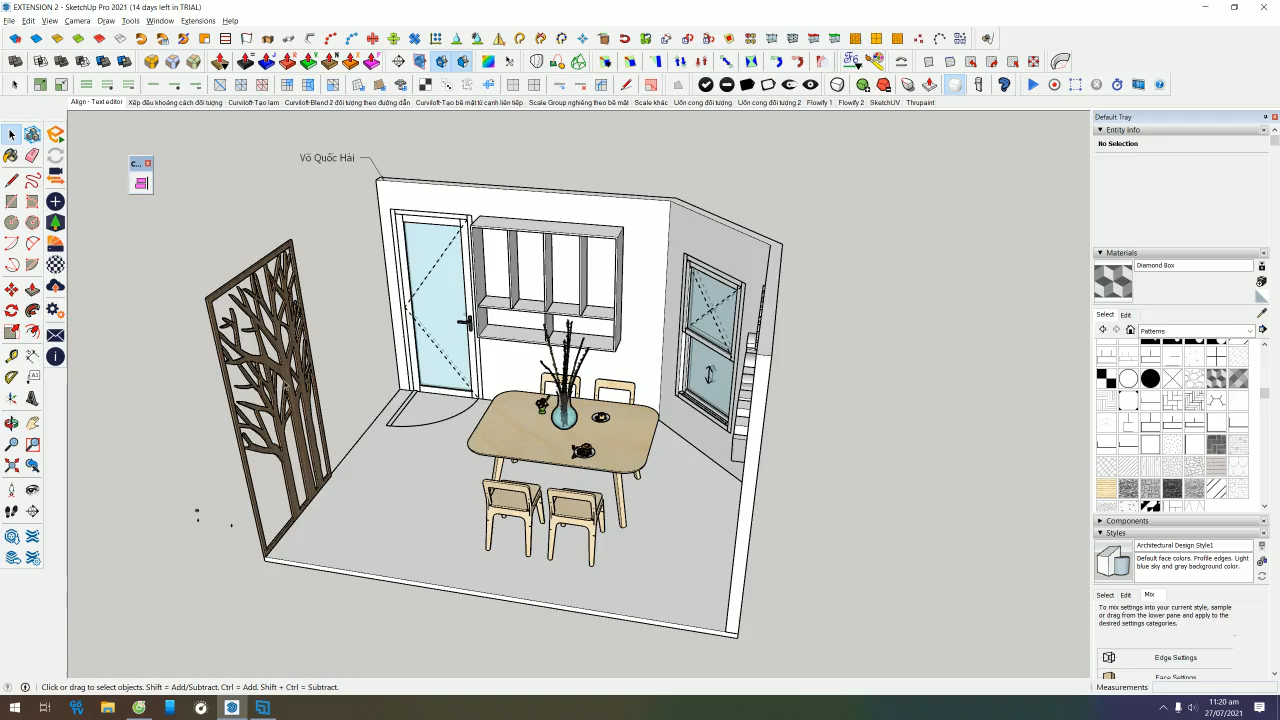 EXTENSION 2 - SketchUp Pro 2021 (14 days left in TRIAL)
File Edit View Camera Draw Tools Window Extensions Help
Align - Text editor Xếp đều khoảng cách đối tượng Curviloft-Tạo lam Curviloft-Blend 2 đối tượng theo đường dẫn Curviloft-Tạo bề mặt từ cạnh liên tiếp Scale Group nghiêng theo bề mặt Scale khác Uốn cong đối tượng Uốn cong đối tượng 2 Flowify 1 Flowify 2 SketchUV Thrupaint
C...
Võ Quốc Hải
Default Tray
Entity Info
No Selection
Materials
Diamond Box
Select Edit
Patterns
Components
Styles
Architectural Design Style1
Default face colors. Profile edges. Light
blue sky and gray background color.
Select Edit Mix
To mix settings into your current style, sample
or drag from the lower pane and apply to the
desired settings categories.
Edge Settings
Face Settings
Click or drag to select objects. Shift = Add/Subtract. Ctrl = Add. Shift + Ctrl = Subtract.
Measurements
11:20 am
27/07/2021